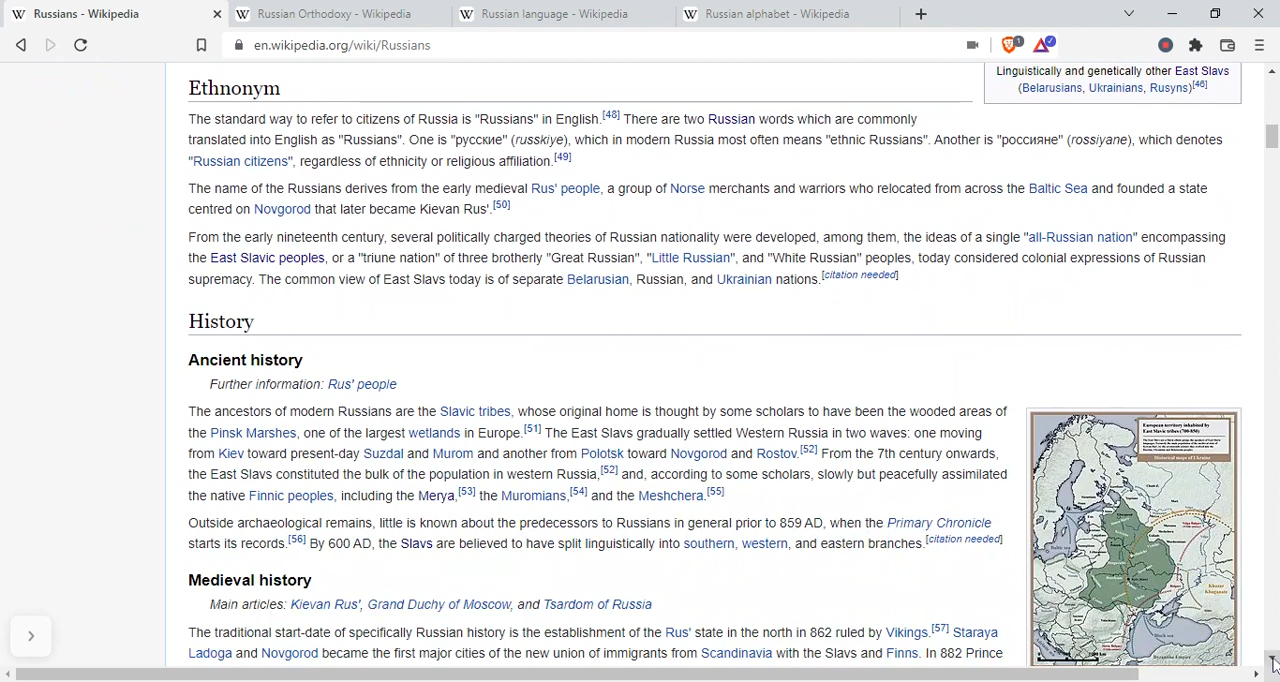 Russians - Wikipedia
Russian Orthodoxy - Wikipedia
Russian language - Wikipedia
Russian alphabet - Wikipedia
en.wikipedia.org/wiki/Russians
Linguistically and genetically other East Slavs
(Belarusians, Ukrainians, Rusyns)[46]
Ethnonym
The standard way to refer to citizens of Russia is "Russians" in English.[48] There are two Russian words which are commonly
translated into English as "Russians". One is "русские" (russkiye), which in modern Russia most often means "ethnic Russians". Another is "россияне" (rossiyane), which denotes
"Russian citizens", regardless of ethnicity or religious affiliation.[49]
The name of the Russians derives from the early medieval Rus' people, a group of Norse merchants and warriors who relocated from across the Baltic Sea and founded a state
centred on Novgorod that later became Kievan Rus'.[50]
From the early nineteenth century, several politically charged theories of Russian nationality were developed, among them, the ideas of a single "all-Russian nation" encompassing
the East Slavic peoples, or a "triune nation" of three brotherly "Great Russian", "Little Russian", and "White Russian" peoples, today considered colonial expressions of Russian
supremacy. The common view of East Slavs today is of separate Belarusian, Russian, and Ukrainian nations.[citation needed]
History
Ancient history
Further information: Rus' people
The ancestors of modern Russians are the Slavic tribes, whose original home is thought by some scholars to have been the wooded areas of
the Pinsk Marshes, one of the largest wetlands in Europe.[51] The East Slavs gradually settled Western Russia in two waves: one moving
from Kiev toward present-day Suzdal and Murom and another from Polotsk toward Novgorod and Rostov.[52] From the 7th century onwards,
the East Slavs constituted the bulk of the population in western Russia,[52] and, according to some scholars, slowly but peacefully assimilated
the native Finnic peoples, including the Merya,[53] the Muromians,[54] and the Meshchera.[55]
Outside archaeological remains, little is known about the predecessors to Russians in general prior to 859 AD, when the Primary Chronicle
starts its records.[56] By 600 AD, the Slavs are believed to have split linguistically into southern, western, and eastern branches.[citation needed]
European territory inhabited by
East Slavic tribes (700-850)
Historical maps of Ukraine
Baltic sea
Khazar
Khaganate
Black sea
Byzantine Empire
Medieval history
Main articles: Kievan Rus', Grand Duchy of Moscow, and Tsardom of Russia
The traditional start-date of specifically Russian history is the establishment of the Rus' state in the north in 862 ruled by Vikings.[57] Staraya
Ladoga and Novgorod became the first major cities of the new union of immigrants from Scandinavia with the Slavs and Finns. In 882 Prince